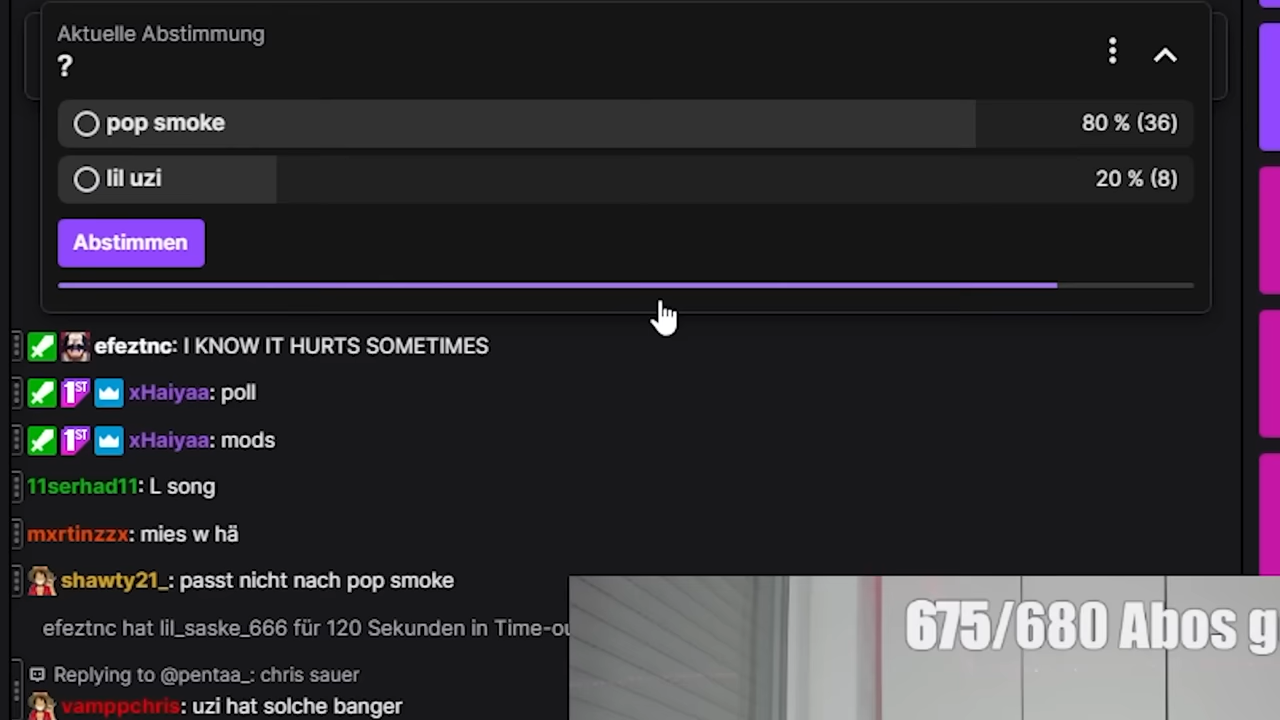 Aktuelle Abstimmung
?
pop smoke 80 % (36)
lil uzi 20 % (8)
Abstimmen
efeztnc: I KNOW IT HURTS SOMETIMES
1ST xHaiyaa: poll
1ST xHaiyaa: mods
11serhad11: L song
mxrtinzzx: mies w hä
shawty21_: passt nicht nach pop smoke
efeztnc hat lil_saske_666 für 120 Sekunden in Time-ou
675/680 Abos g
Replying to @pentaa_: chris sauer
vamppchris: uzi hat solche banger